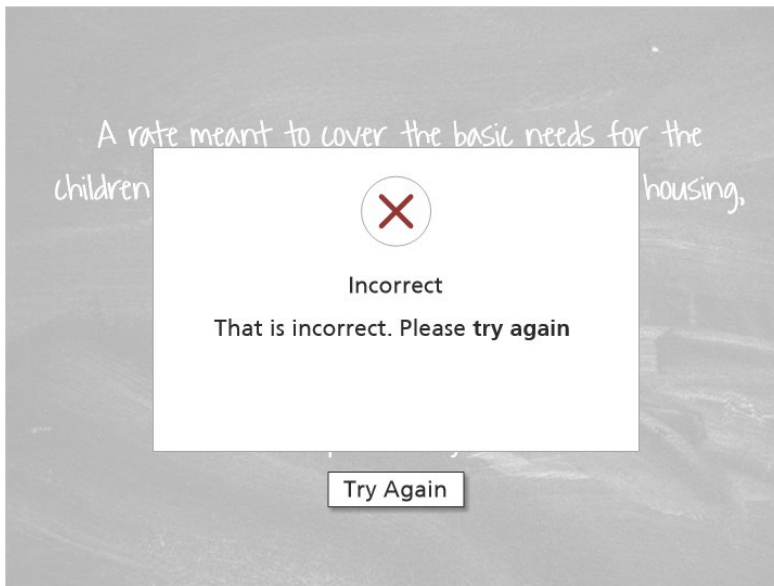 A rate meant to cover the basic needs for the
children housing,
Incorrect
That is incorrect. Please try again
Try Again